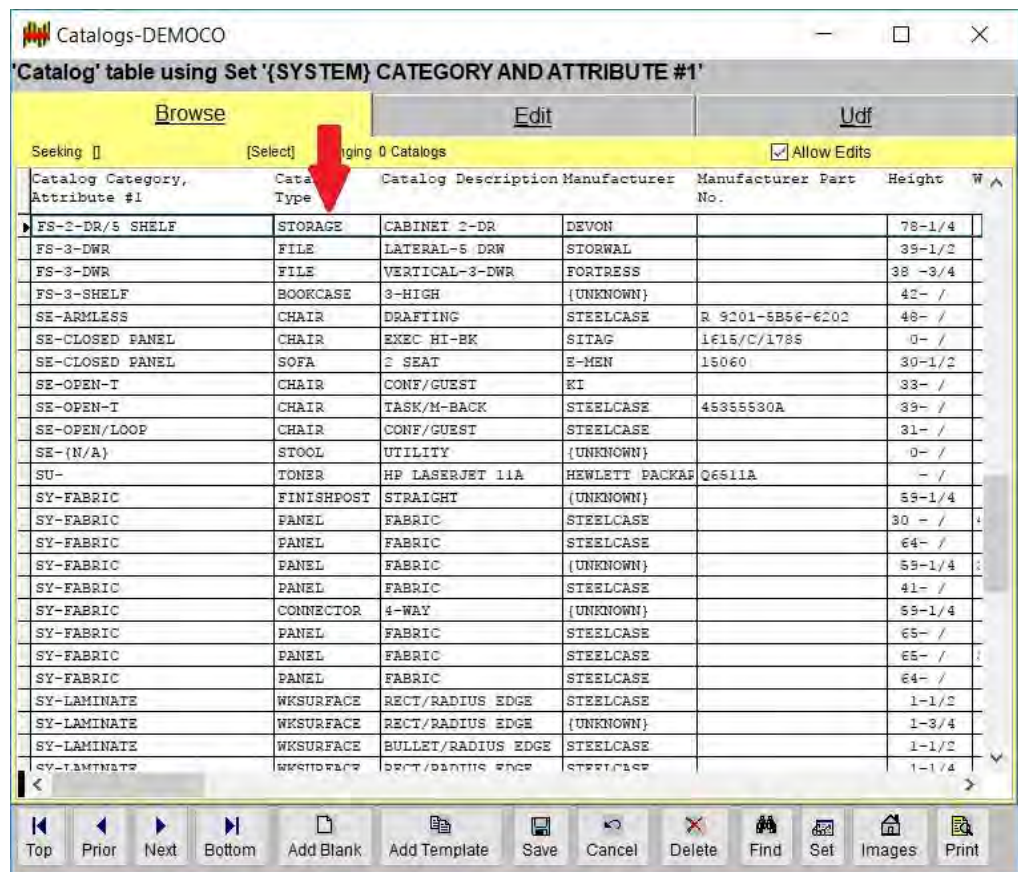 Catalogs-DEMOCO
'Catalog' table using Set '{SYSTEM} CATEGORY AND ATTRIBUTE #1'
Browse Edit Udf
Seeking [] [Select] 0 Catalogs Allow Edits
Catalog Category, Catalog Description Manufacturer Manufacturer Part Height W
Attribute #1 Type No.
FS-2-DR/5 SHELF STORAGE CABINET 2-DR DEVON 78-1/4
FS-3-DWR FILE LATERAL-5 DRW STORWAL 39-1/2
FS-3-DWR FILE VERTICAL-3-DWR FORTRESS 38 -3/4
FS-3-SHELF BOOKCASE 3-HIGH {UNKNOWN} 42- /
SE-ARMLESS CHAIR DRAFTING STEELCASE R 9201-5B56-6202 48- /
SE-CLOSED PANEL CHAIR EXEC HI-BK SITAG 1615/C/1785 0- /
SE-CLOSED PANEL SOFA 2 SEAT E-MEN 15060 30-1/2
SE-OPEN-T CHAIR CONF/GUEST KI 33- /
SE-OPEN-T CHAIR TASK/M-BACK STEELCASE 45355530A 39- /
SE-OPEN/LOOP CHAIR CONF/GUEST STEELCASE 31- /
SE-{N/A} STOOL UTILITY {UNKNOWN} 0- /
SU- TONER HP LASERJET 11A HEWLETT PACKAR Q6511A - /
SY-FABRIC FINISHPOST STRAIGHT {UNKNOWN} 59-1/4
SY-FABRIC PANEL FABRIC STEELCASE 30 - /
SY-FABRIC PANEL FABRIC STEELCASE 64- /
SY-FABRIC PANEL FABRIC {UNKNOWN} 59-1/4
SY-FABRIC PANEL FABRIC STEELCASE 41- /
SY-FABRIC CONNECTOR 4-WAY {UNKNOWN} 59-1/4
SY-FABRIC PANEL FABRIC STEELCASE 65- /
SY-FABRIC PANEL FABRIC STEELCASE 65- /
SY-FABRIC PANEL FABRIC STEELCASE 64- /
SY-LAMINATE WKSURFACE RECT/RADIUS EDGE STEELCASE 1-1/2
SY-LAMINATE WKSURFACE RECT/RADIUS EDGE {UNKNOWN} 1-3/4
SY-LAMINATE WKSURFACE BULLET/RADIUS EDGE STEELCASE 1-1/2
SY-LAMINATE WKSURFACE RECT/RADIUS EDGE STEELCASE 1-1/4
Top Prior Next Bottom Add Blank Add Template Save Cancel Delete Find Set Images Print